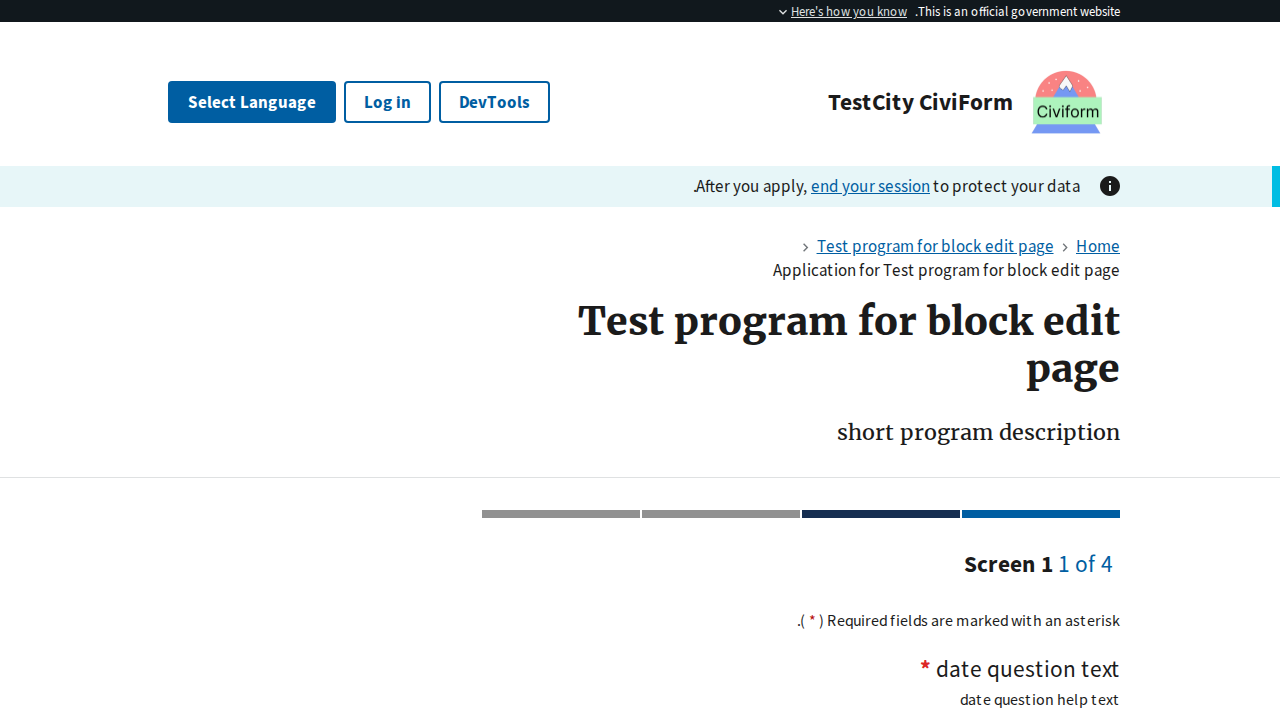 This is an official government website. Here's how you know
Civiform
TestCity CiviForm
DevTools
Log in
Select Language
After you apply, end your session to protect your data.
Home
Test program for block edit page
Application for Test program for block edit page
Test program for block edit
page
short program description
Screen 1 1 of 4
Required fields are marked with an asterisk ( * ).
date question text *
date question help text